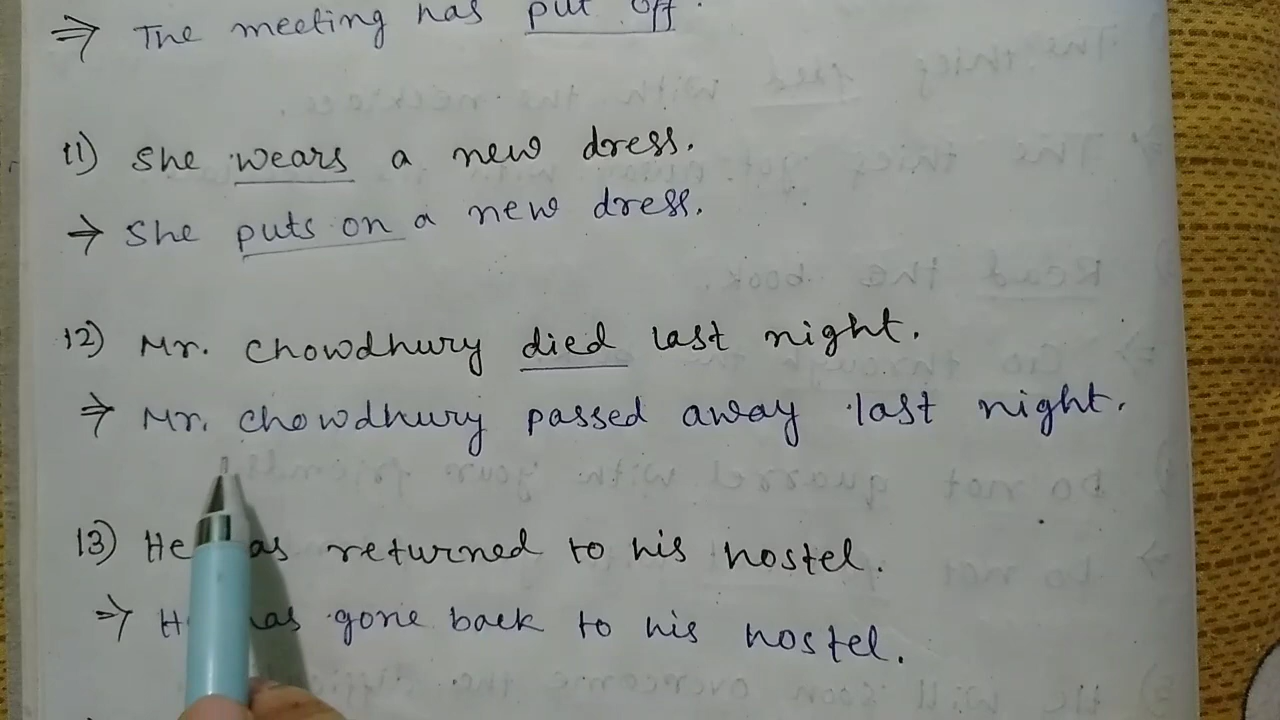 ⇒ The meeting has put off.
11) She wears a new dress.
→ She puts on a new dress.
12) Mr. Chowdhury died last night.
⇒ Mr. Chowdhury passed away last night.
13) He has returned to his hostel.
⇒ He has gone back to his hostel.